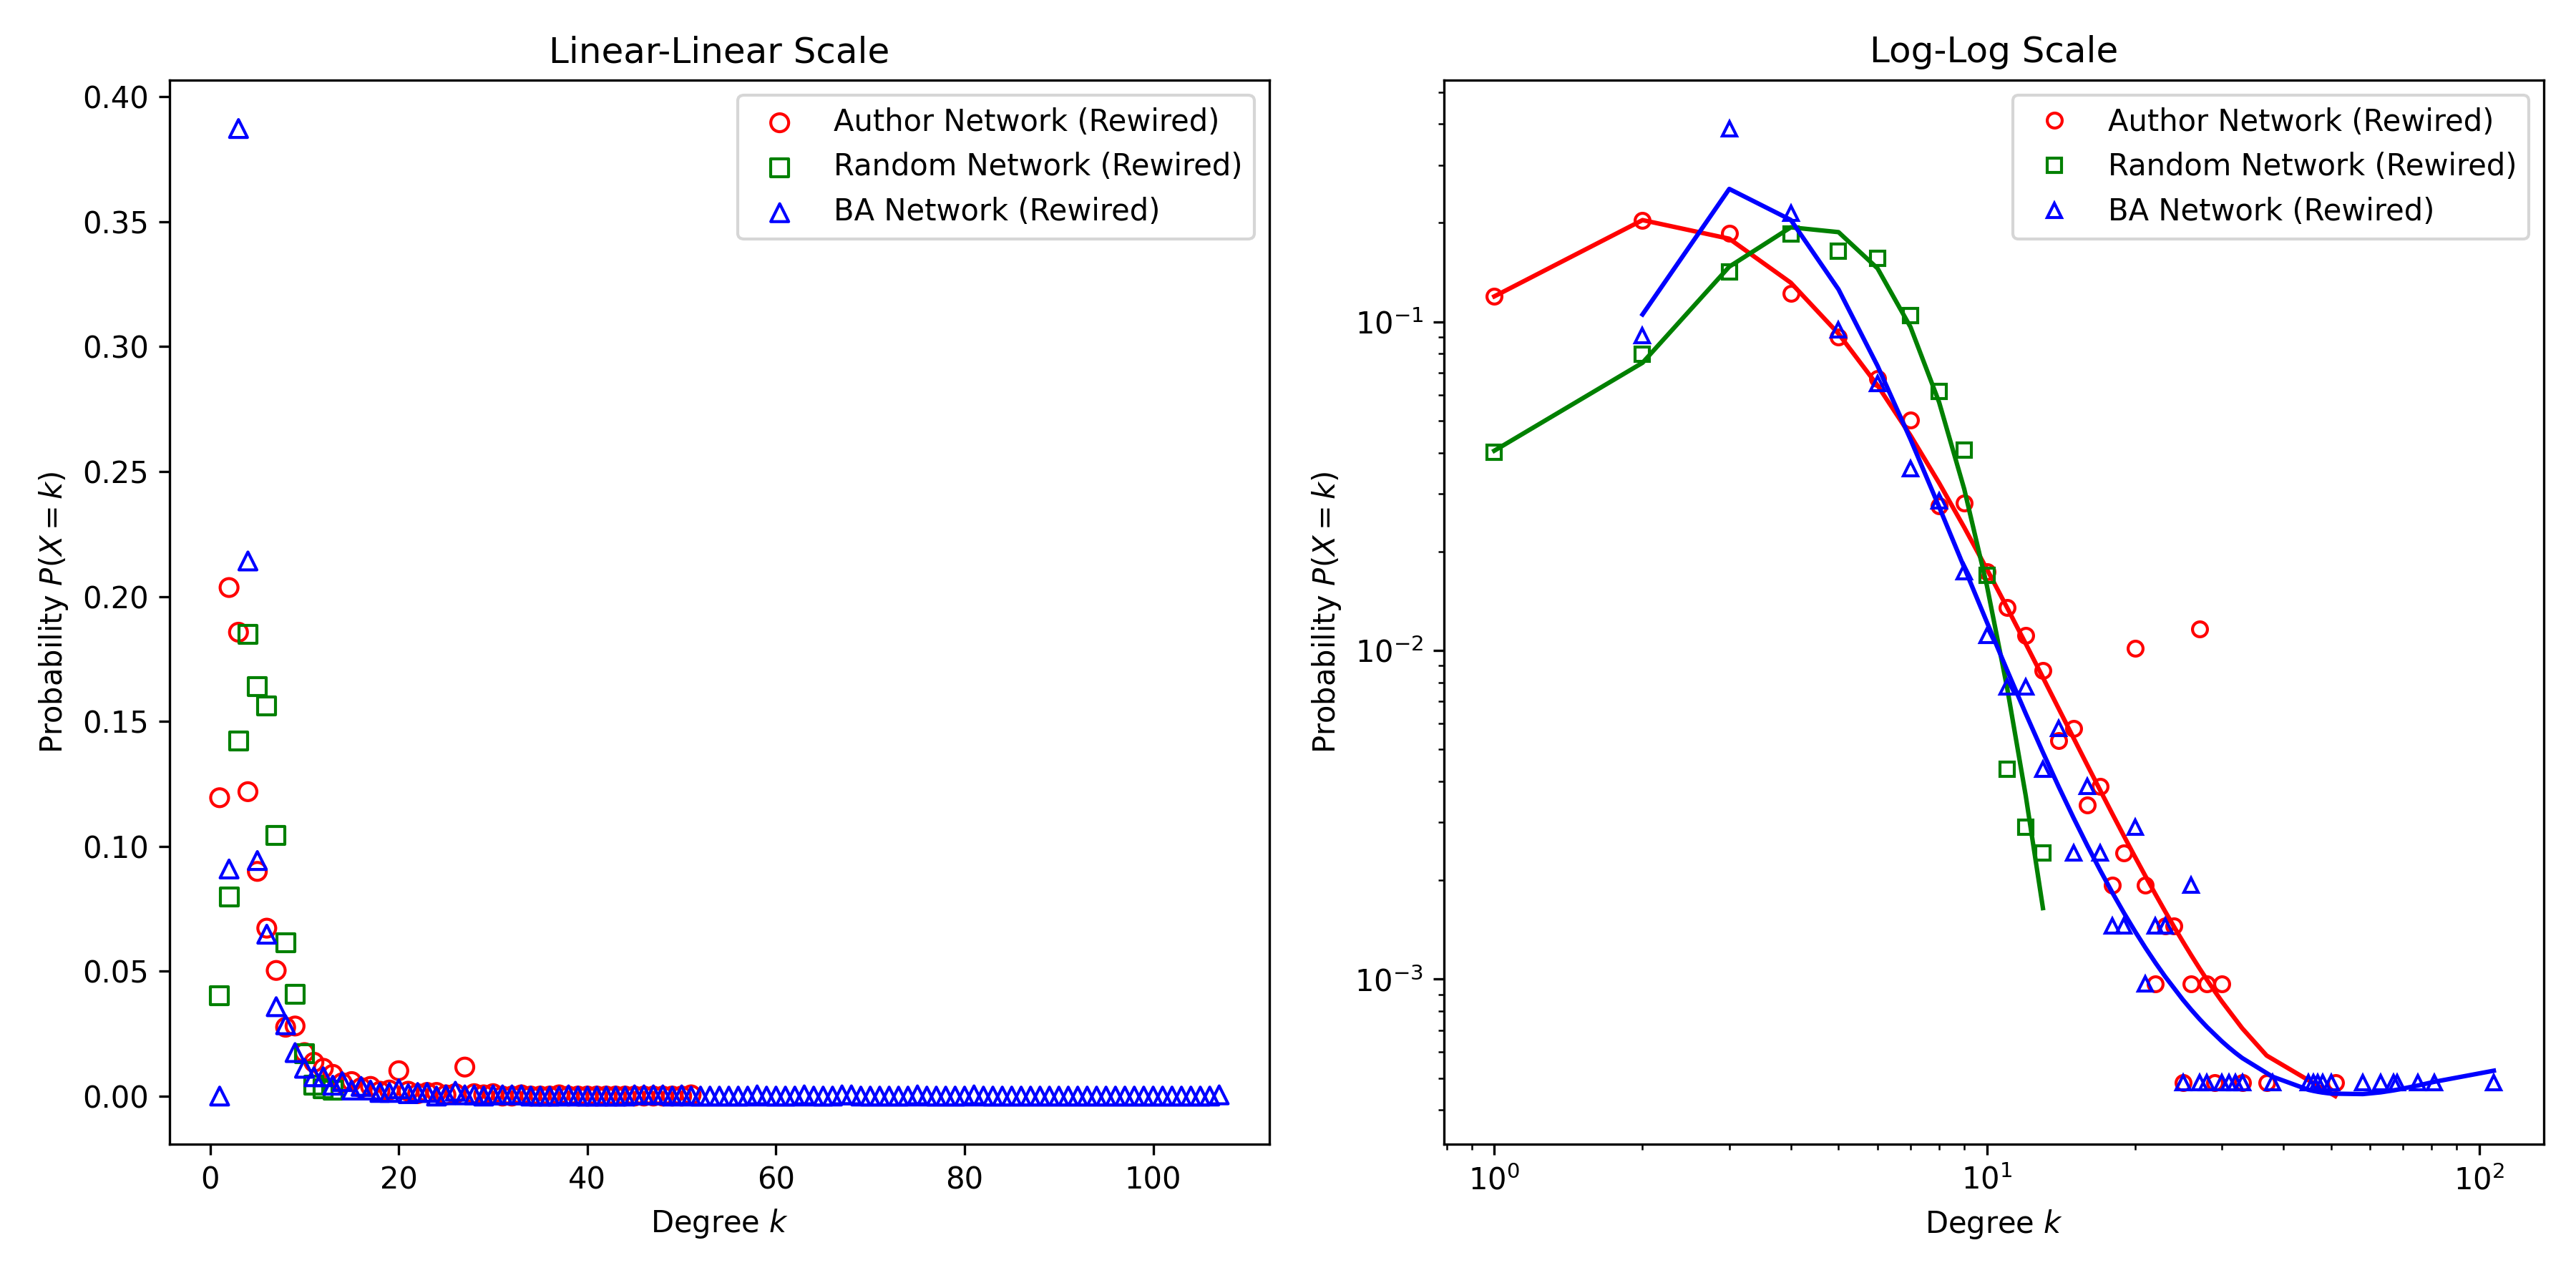 Linear-Linear Scale
Author Network (Rewired)
Random Network (Rewired)
BA Network (Rewired)
0.40
0.35
0.30
0.25
0.20
0.15
0.10
0.05
0.00
Probability P(X = k)
0
20
40
60
80
100
Degree k
Log-Log Scale
Author Network (Rewired)
Random Network (Rewired)
BA Network (Rewired)
10⁻¹
10⁻²
10⁻³
Probability P(X = k)
10⁰
10¹
10²
Degree k